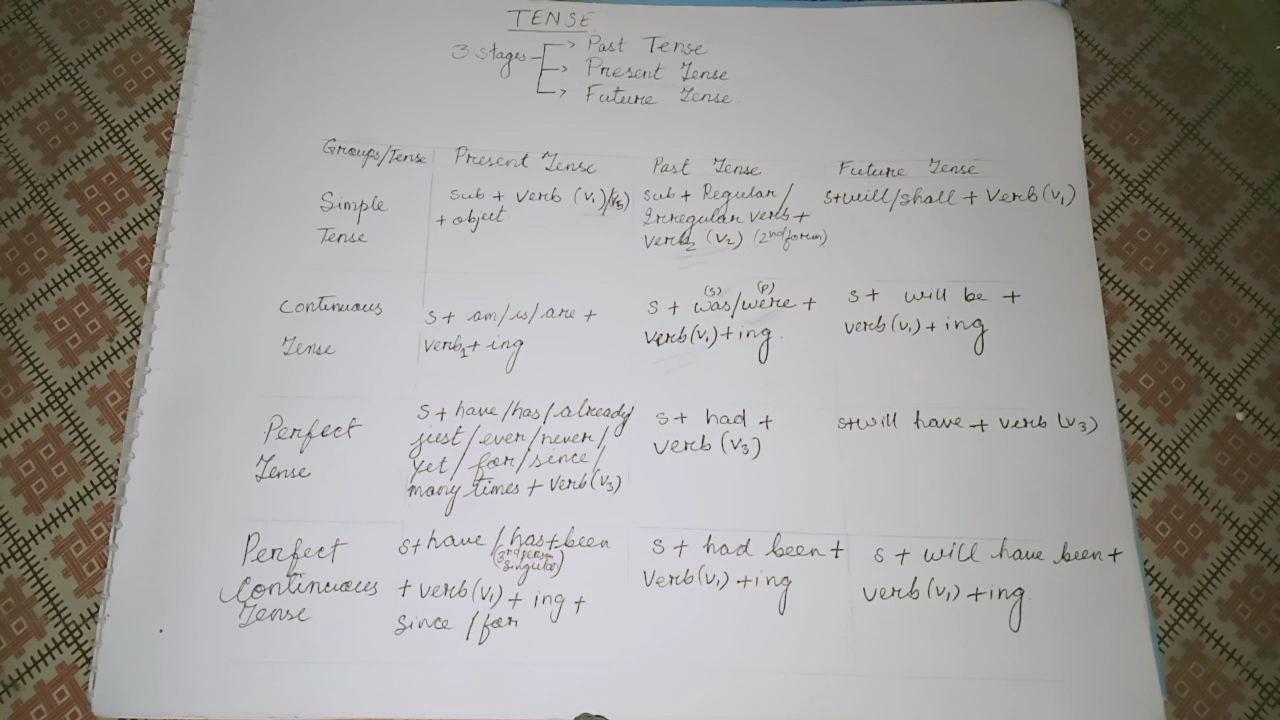 TENSE
3 stages
> Past Tense
> Present Tense
> Future Tense.
Groups/Tense Present Tense Past Tense Future Tense
Simple
Tense
sub + verb (V1)/V5)
+ object
sub + Regular /
Irregular verb +
verb2 (V2) (2nd form)
s+will/shall + Verb(V1)
Continuous
Tense
s + am/is/are +
verb1+ ing
(s) (P)
s + was/were +
verb(V1)+ing.
s+ will be +
verb(V1)+ing
Perfect
Tense
s+have/has/already
just/ever/never/
yet/for/since/
many times + verb(V3)
s+ had +
verb (V3)
s+will have + verb (V3)
Perfect
Continuous
Tense
s+have/has+been
(3rd person
singular)
+ verb(V1)+ ing +
since/for
s + had been+
Verb(V1)+ing
s + will have been+
verb(V1)+ing.